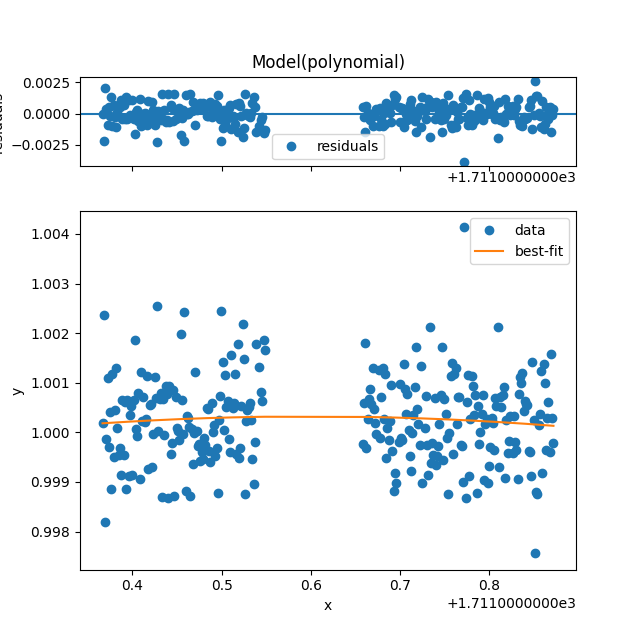 Model(polynomial)
0.0025
0.0000
−0.0025
residuals
residuals
+1.7110000000e3
1.004
1.003
1.002
1.001
1.000
0.999
0.998
y
data
best-fit
0.4
0.5
0.6
0.7
0.8
x
+1.7110000000e3